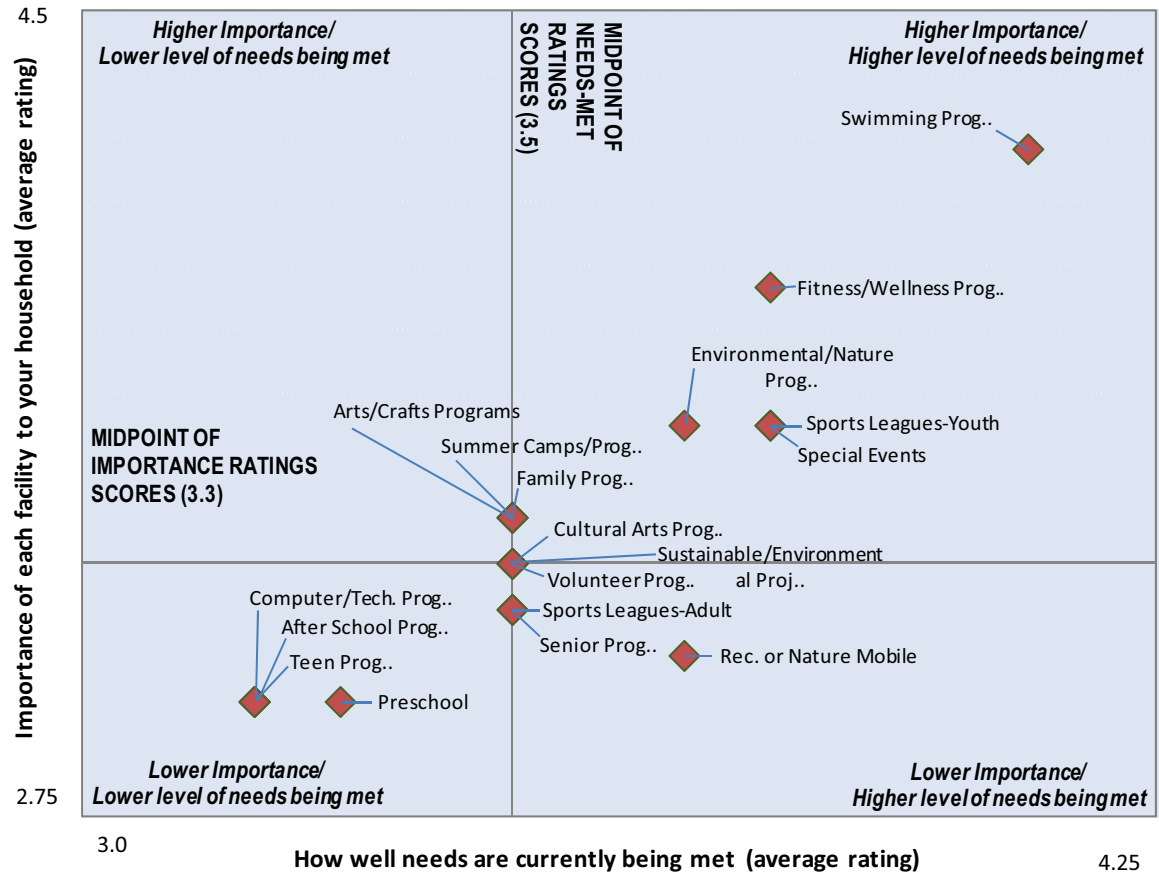 4.5
Higher Importance/
Lower level of needs being met
MIDPOINT OF
NEEDS-MET
RATINGS
SCORES (3.5)
Higher Importance/
Higher level of needs being met
Swimming Prog..
Fitness/Wellness Prog..
Environmental/Nature
Prog..
Sports Leagues-Youth
Special Events
Arts/Crafts Programs
Summer Camps/Prog..
Family Prog..
MIDPOINT OF
IMPORTANCE RATINGS
SCORES (3.3)
Cultural Arts Prog..
Sustainable/Environment
al Proj..
Volunteer Prog..
Computer/Tech. Prog..
After School Prog..
Teen Prog..
Preschool
Sports Leagues-Adult
Senior Prog..
Rec. or Nature Mobile
Lower Importance/
Lower level of needs being met
Lower Importance/
Higher level of needs being met
2.75
3.0
4.25
How well needs are currently being met (average rating)
Importance of each facility to your household (average rating)